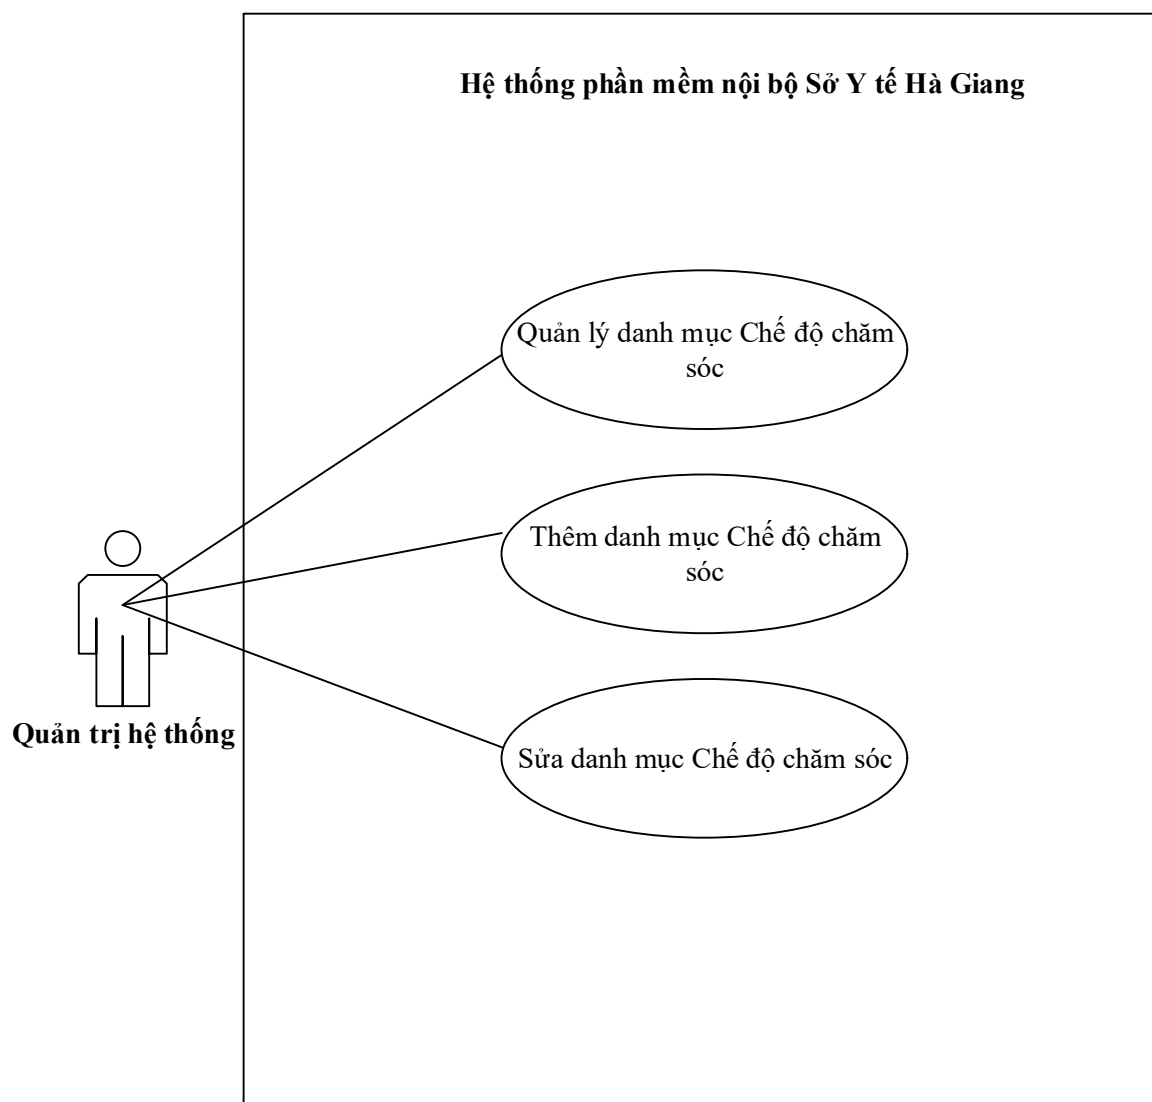 Hệ thống phần mềm nội bộ Sở Y tế Hà Giang
Quản lý danh mục Chế độ chăm
sóc
Thêm danh mục Chế độ chăm
sóc
Quản trị hệ thống
Sửa danh mục Chế độ chăm sóc